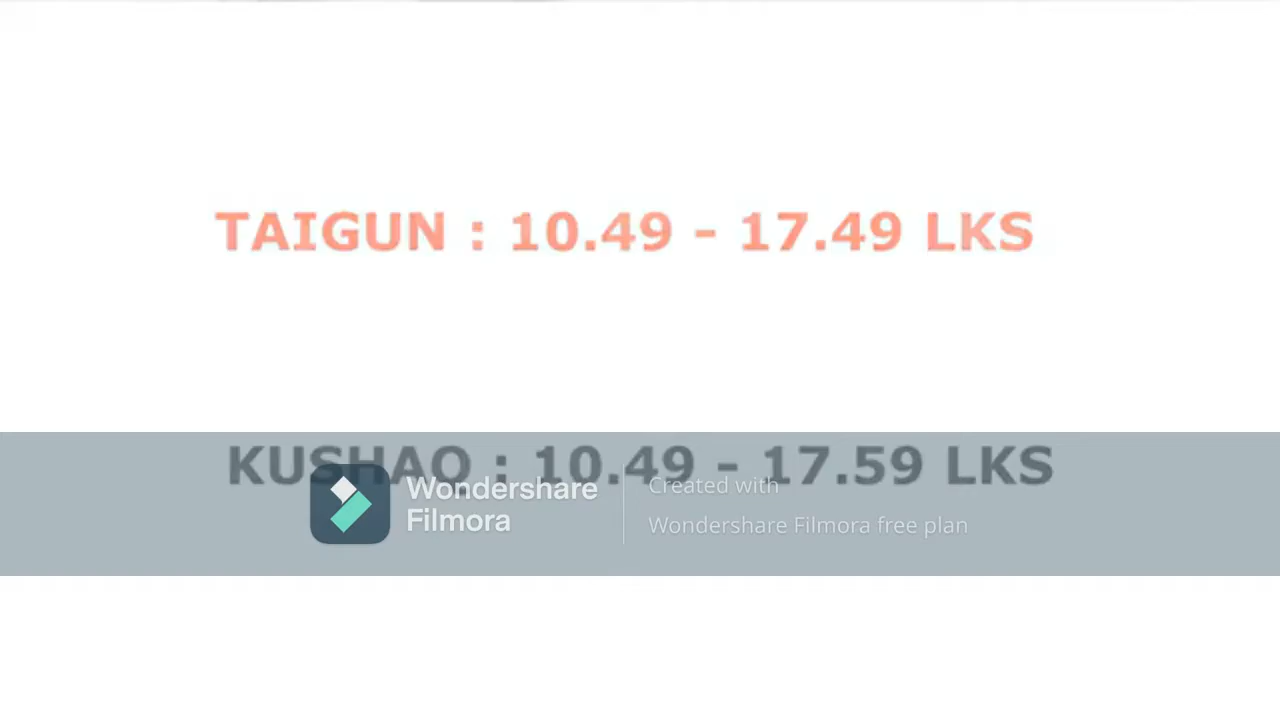 TAIGUN : 10.49 - 17.49 LKS
KUSHAQ : 10.49 - 17.59 LKS
Wondershare
Filmora
Created with
Wondershare Filmora free plan